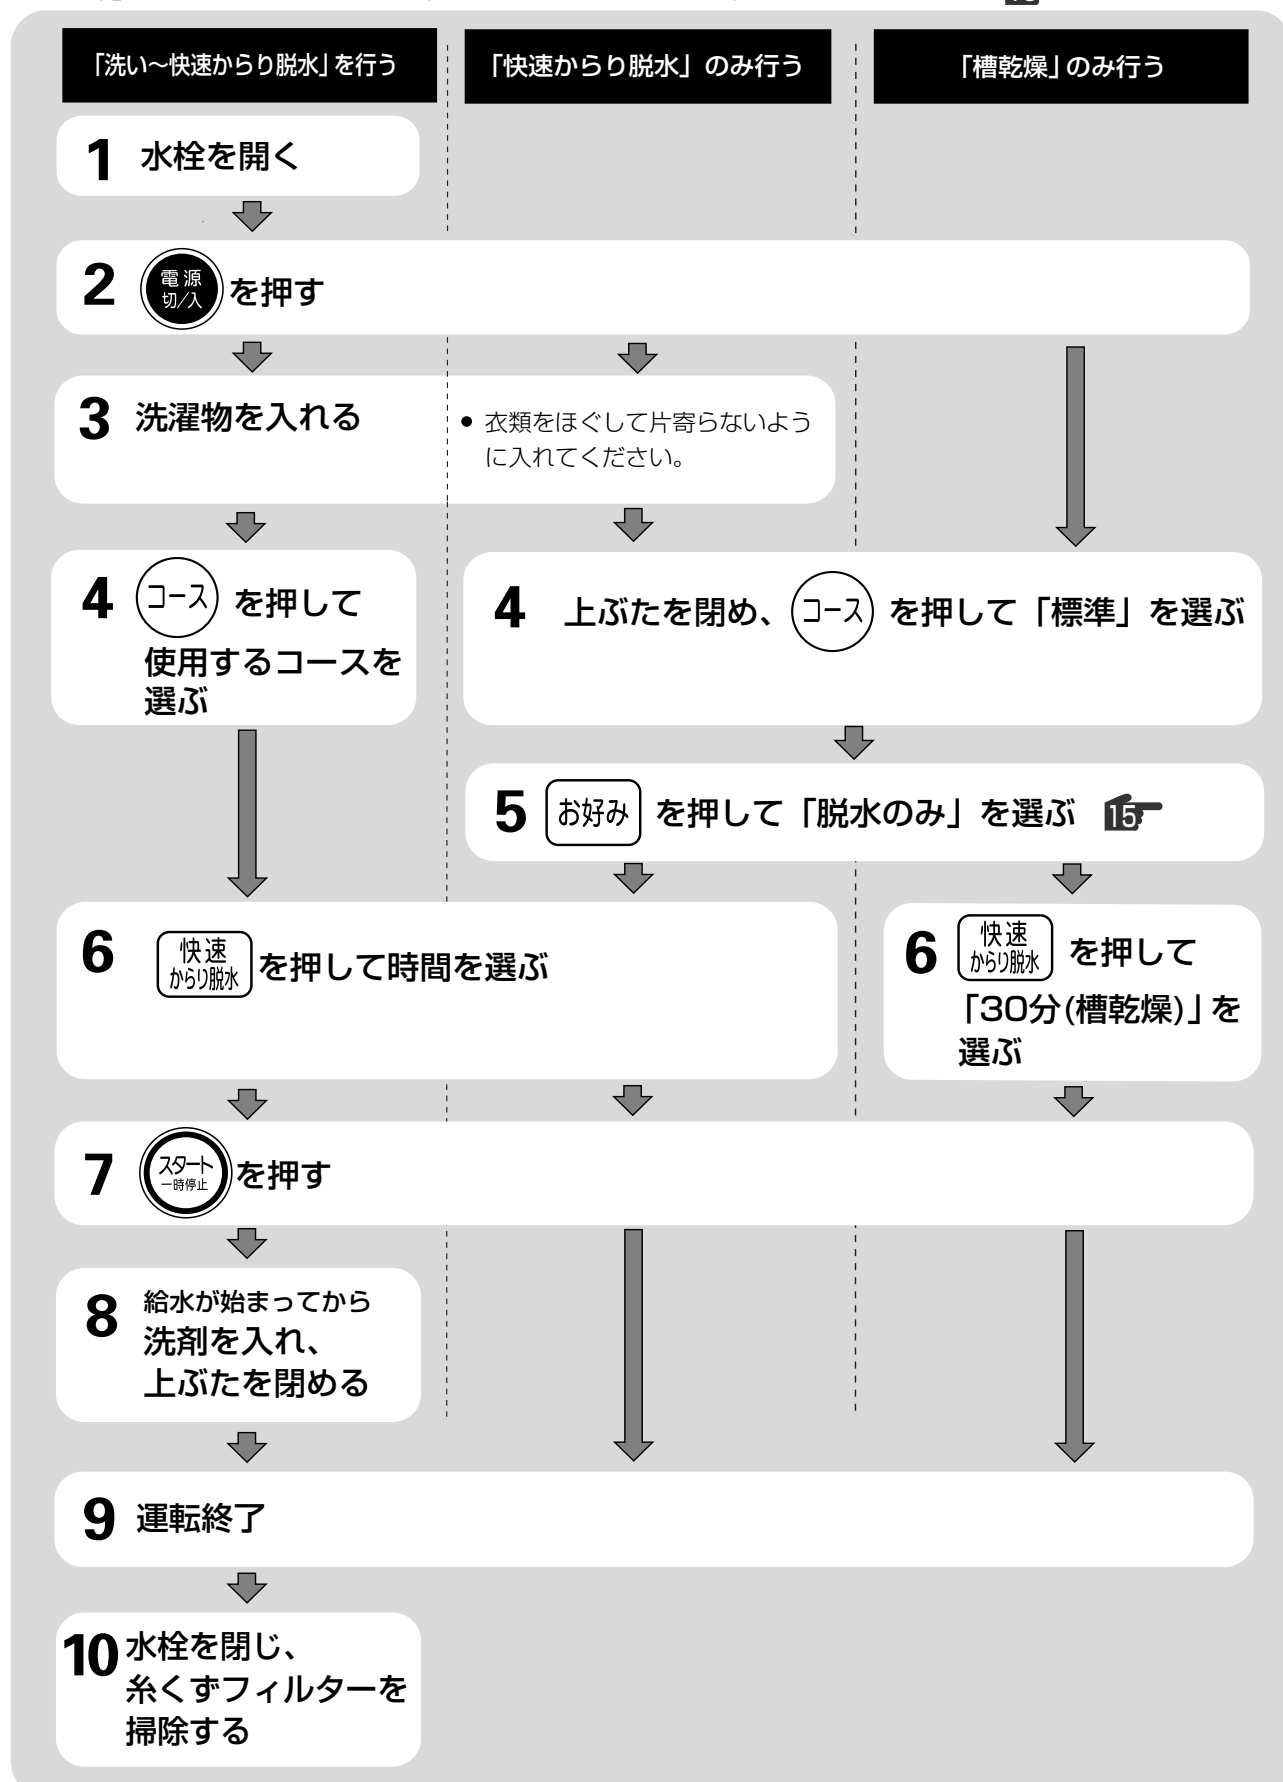 「洗い～快速からり脱水」を行う
「快速からり脱水」のみ行う
「槽乾燥」のみ行う
1 水栓を開く
2 電源 切/入 を押す
3 洗濯物を入れる
● 衣類をほぐして片寄らないよう
に入れてください。
4 コース を押して
使用するコースを
選ぶ
4 上ぶたを閉め、コース を押して「標準」を選ぶ
5 お好み を押して「脱水のみ」を選ぶ 15
6 快速 からり脱水 を押して時間を選ぶ
6 快速 からり脱水 を押して
「30分(槽乾燥)」を
選ぶ
7 スタート 一時停止 を押す
8 給水が始まってから
洗剤を入れ、
上ぶたを閉める
9 運転終了
10 水栓を閉じ、
糸くずフィルターを
掃除する